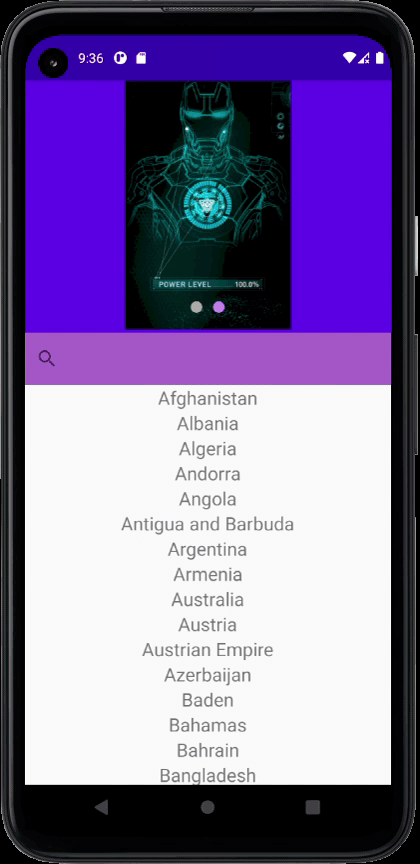 9:36
POWER LEVEL 100.0%
Afghanistan
Albania
Algeria
Andorra
Angola
Antigua and Barbuda
Argentina
Armenia
Australia
Austria
Austrian Empire
Azerbaijan
Baden
Bahamas
Bahrain
Bangladesh